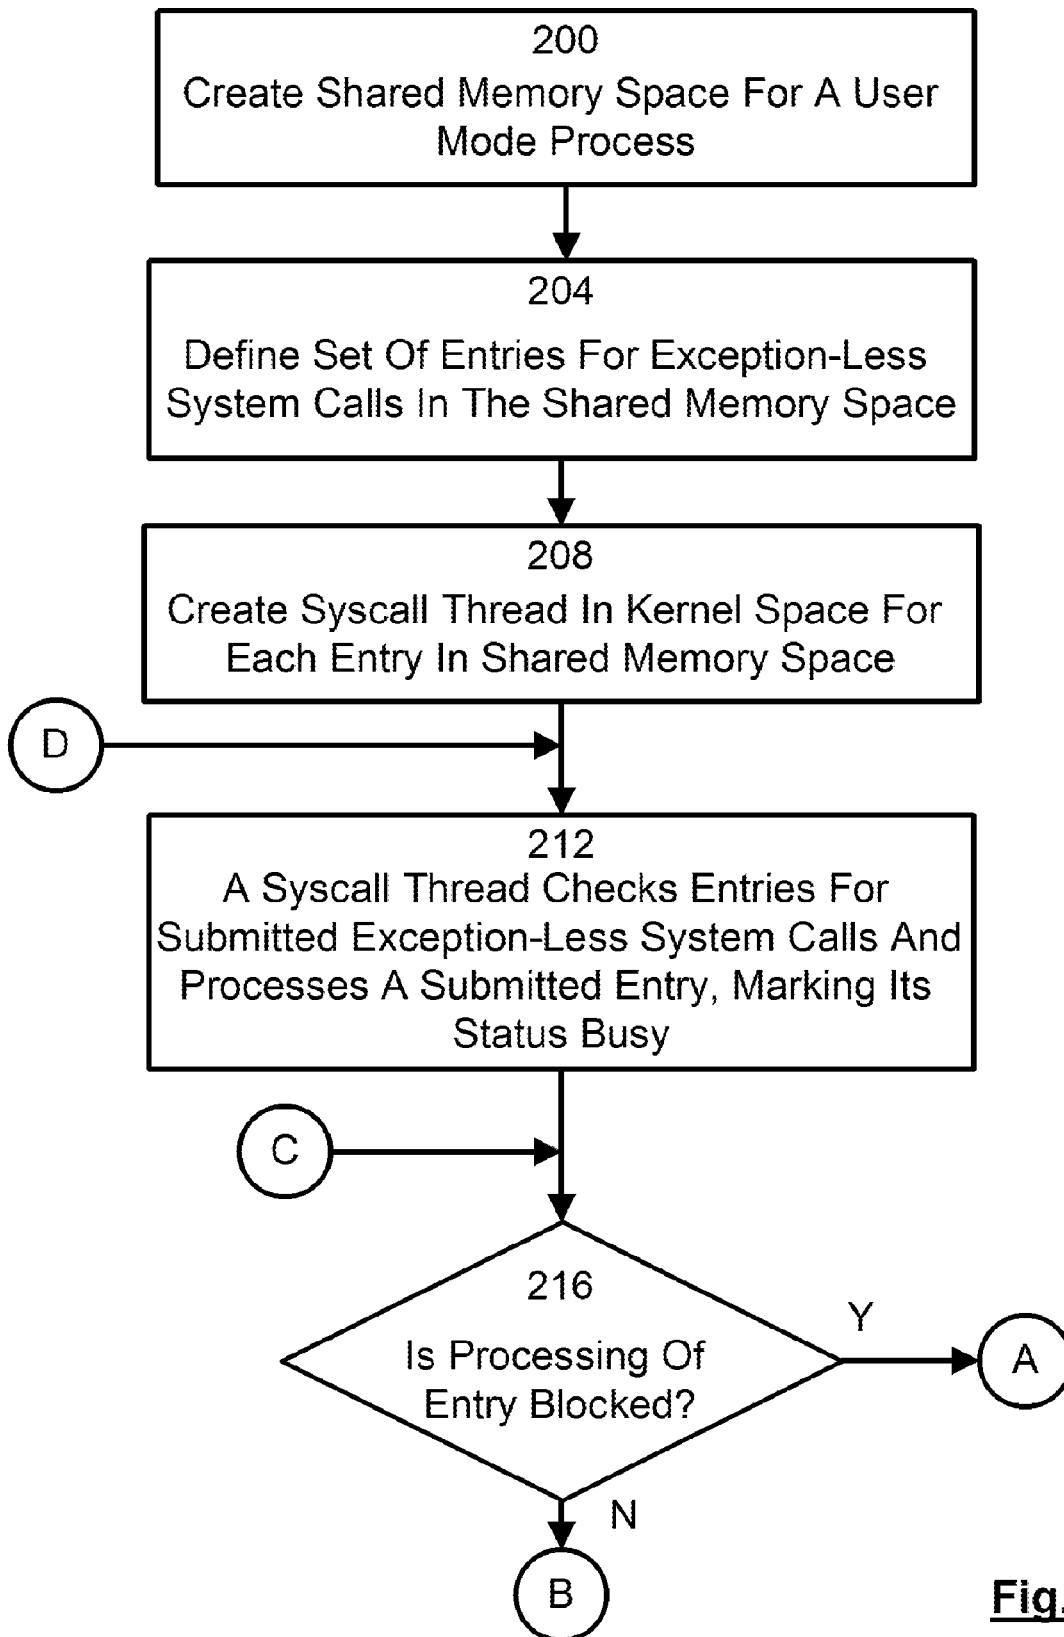 200
Create Shared Memory Space For A User
Mode Process
204
Define Set Of Entries For Exception-Less
System Calls In The Shared Memory Space
208
Create Syscall Thread In Kernel Space For
Each Entry In Shared Memory Space
D
212
A Syscall Thread Checks Entries For
Submitted Exception-Less System Calls And
Processes A Submitted Entry, Marking Its
Status Busy
C
216
Is Processing Of
Entry Blocked?
Y
A
N
B
Fig.